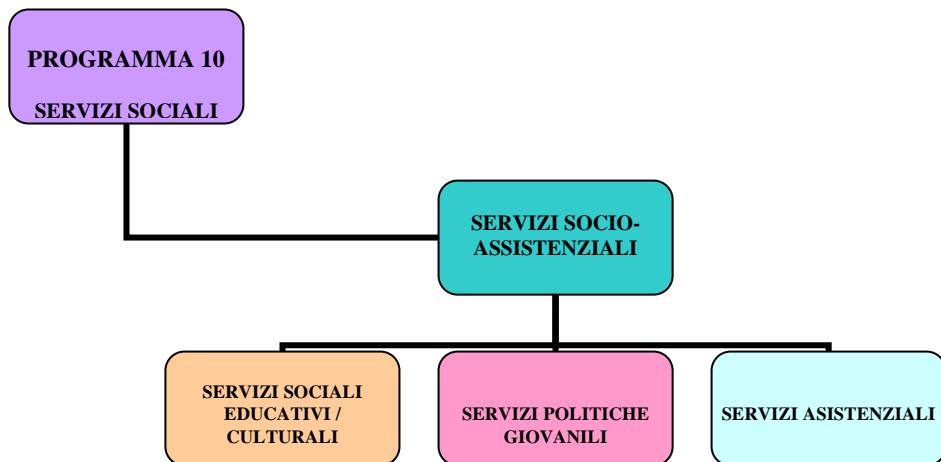 PROGRAMMA 10
SERVIZI SOCIALI
SERVIZI SOCIO-
ASSISTENZIALI
SERVIZI SOCIALI
EDUCATIVI /
CULTURALI
SERVIZI POLITICHE
GIOVANILI
SERVIZI ASISTENZIALI